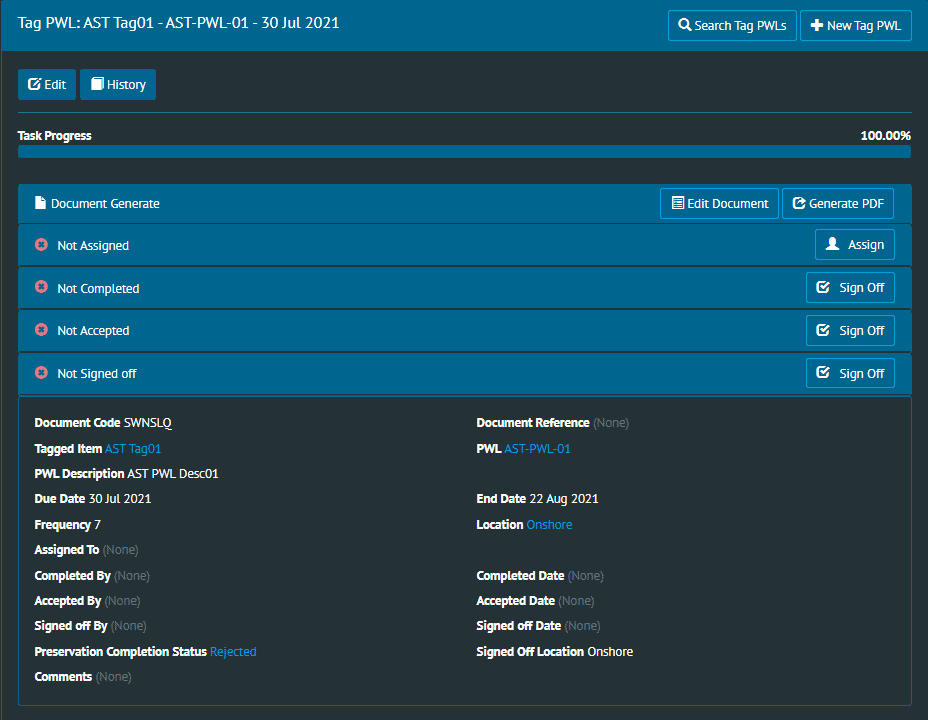 Tag PWL: AST Tag01 - AST-PWL-01 - 30 Jul 2021
Search Tag PWLs
New Tag PWL
Edit
History
Task Progress
100.00%
Document Generate
Edit Document
Generate PDF
Not Assigned
Assign
Not Completed
Sign Off
Not Accepted
Sign Off
Not Signed off
Sign Off
Document Code SWNSLQ
Document Reference (None)
Tagged Item AST Tag01
PWL AST-PWL-01
PWL Description AST PWL Desc01
Due Date 30 Jul 2021
End Date 22 Aug 2021
Frequency 7
Location Onshore
Assigned To (None)
Completed By (None)
Completed Date (None)
Accepted By (None)
Accepted Date (None)
Signed off By (None)
Signed off Date (None)
Preservation Completion Status Rejected
Signed Off Location Onshore
Comments (None)